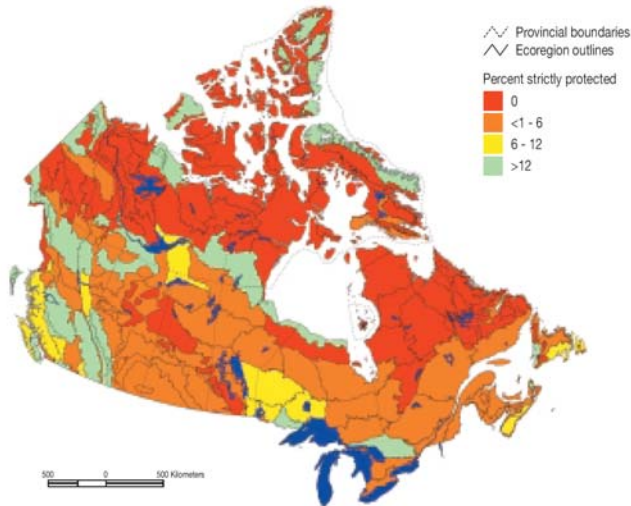 Provincial boundaries
Ecoregion outlines
Percent strictly protected
0
<1 - 6
6 - 12
>12
500 0 500 Kilometers